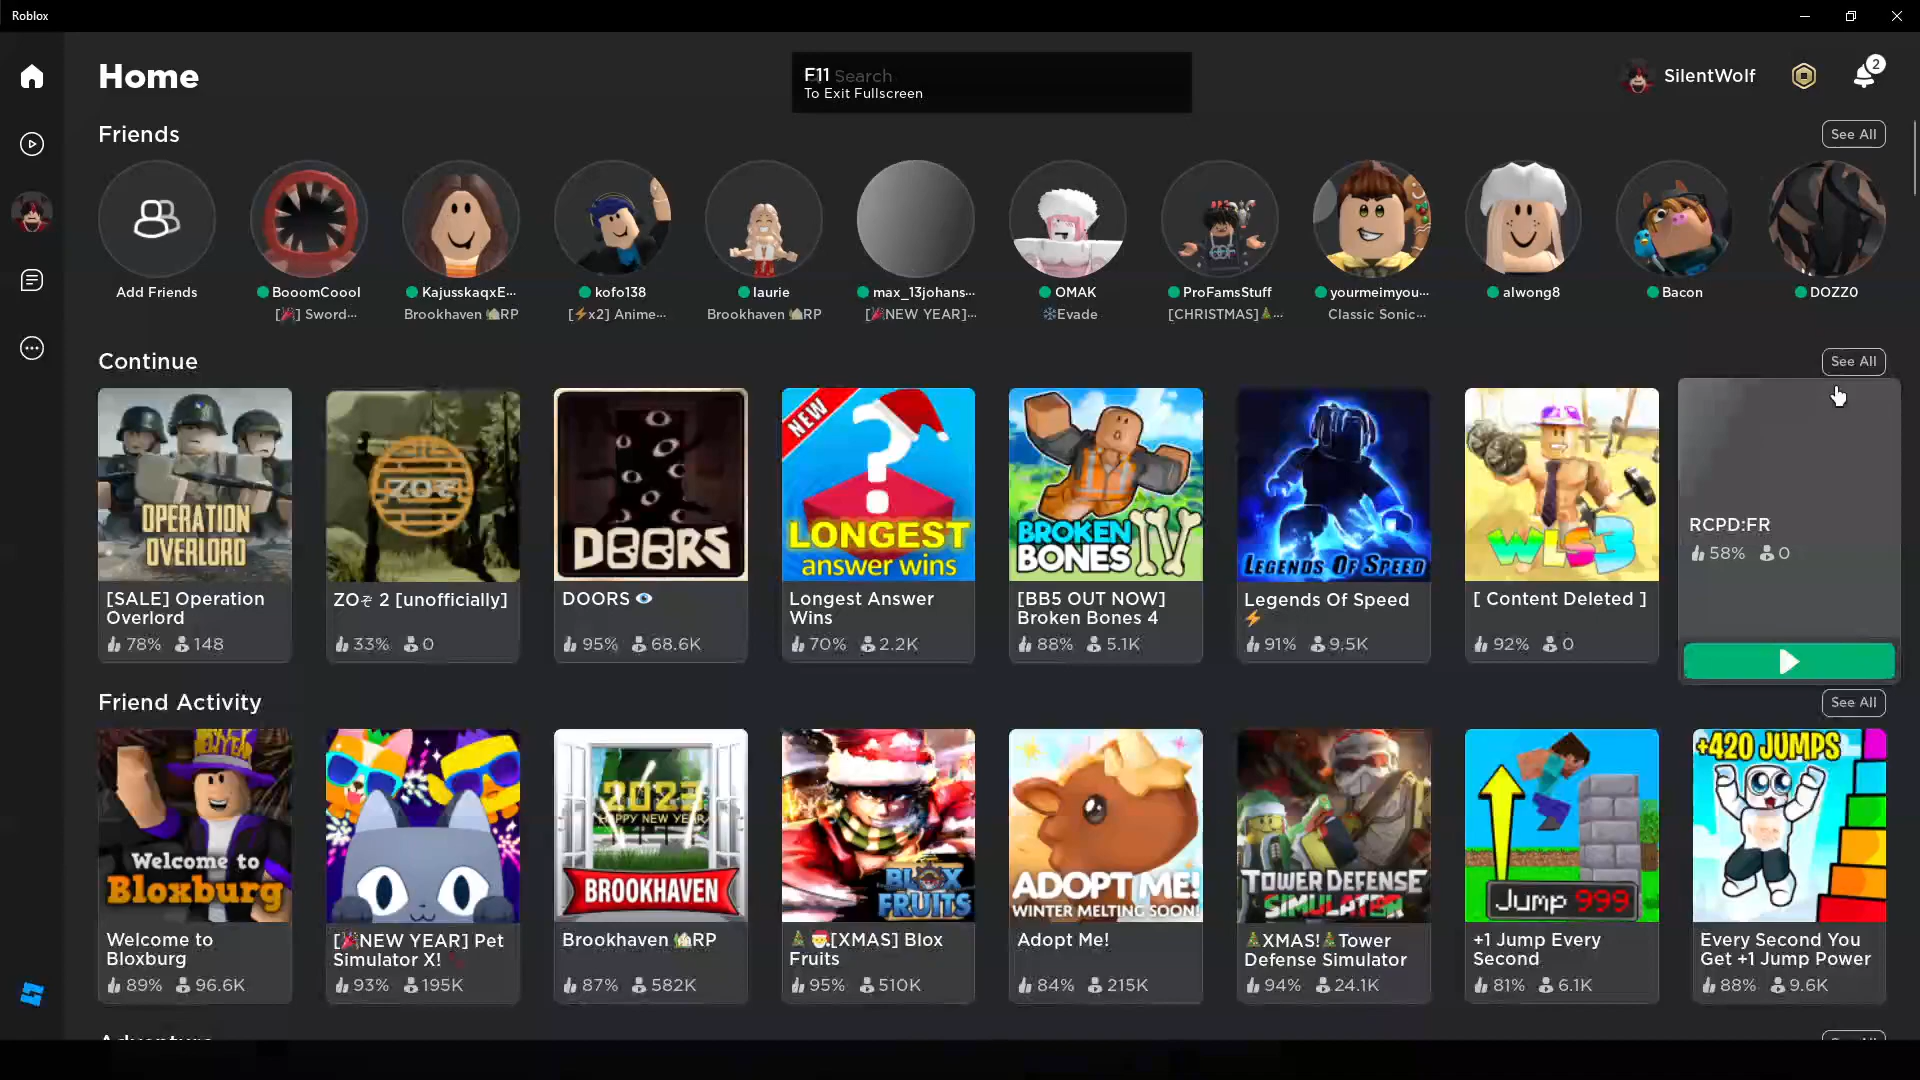 Roblox
Home
F11 Search
To Exit Fullscreen
SilentWolf
2
Friends
See All
Add Friends
BooomCoool
KajusskaqxE...
kofo138
laurie
max_13johans...
OMAK
ProFamsStuff
yourmeimyou...
alwong8
Bacon
DOZZ0
[🎉] Sword...
Brookhaven 🏡RP
[⚡x2] Anime...
Brookhaven 🏡RP
[🎉NEW YEAR]...
❄Evade
[CHRISTMAS]🎄...
Classic Sonic...
Continue
See All
OPERATION
OVERLORD
[SALE] Operation
Overlord
78% 148
ZOZ
ZOट 2 [unofficially]
33% 0
DOORS
DOORS 👁
95% 68.6K
NEW
?
LONGEST
answer wins
Longest Answer
Wins
70% 2.2K
BROKEN
BONES IV
[BB5 OUT NOW]
Broken Bones 4
88% 5.1K
LEGENDS OF SPEED
Legends Of Speed
⚡
91% 9.5K
WLS3
[ Content Deleted ]
92% 0
RCPD:FR
58% 0
Friend Activity
See All
Welcome to
Bloxburg
Welcome to
Bloxburg
89% 96.6K
[🎉NEW YEAR] Pet
Simulator X!
93% 195K
2023
HAPPY NEW YEAR
BROOKHAVEN
Brookhaven 🏡RP
87% 582K
BLOX
FRUITS
🎄🎅[XMAS] Blox
Fruits
95% 510K
ADOPT ME!
WINTER MELTING SOON!
Adopt Me!
84% 215K
TOWER DEFENSE
SIMULATOR
🎄XMAS!🎄Tower
Defense Simulator
94% 24.1K
Jump 999
+1 Jump Every
Second
81% 6.1K
+420 JUMPS
Every Second You
Get +1 Jump Power
88% 9.6K